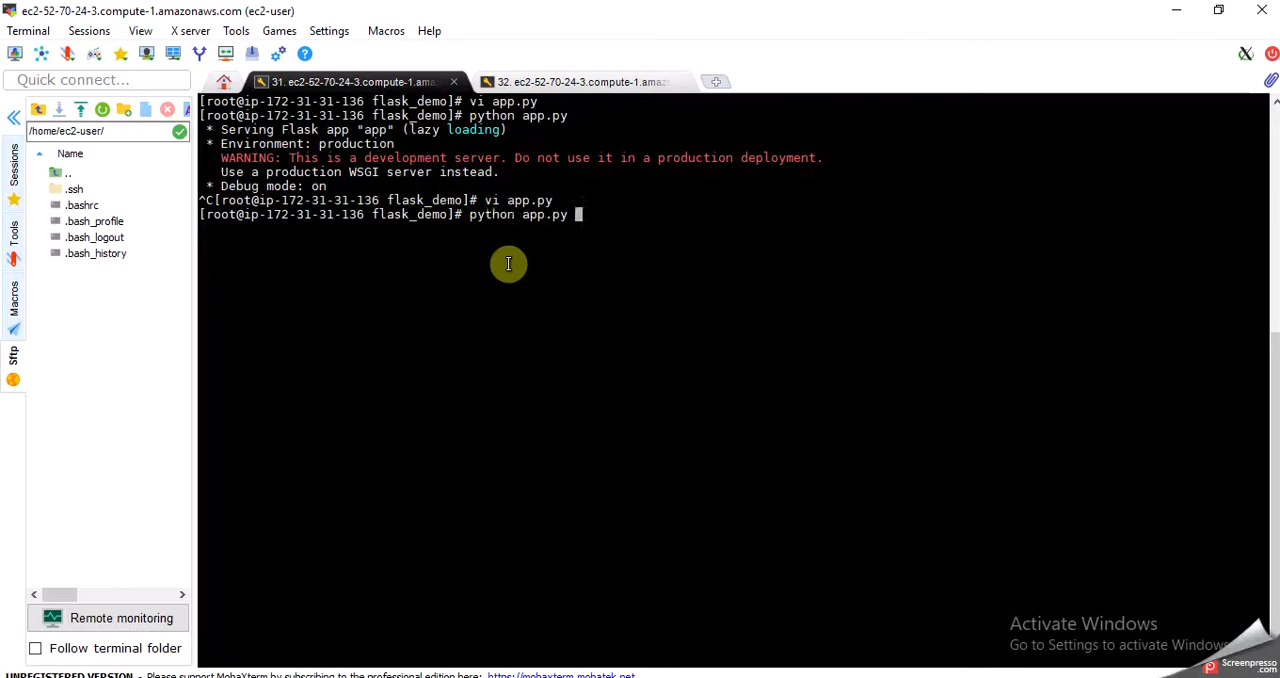 ec2-52-70-24-3.compute-1.amazonaws.com (ec2-user)
Terminal Sessions View X server Tools Games Settings Macros Help
Quick connect...
31. ec2-52-70-24-3.compute-1.ama
32. ec2-52-70-24-3.compute-1.amaz
/home/ec2-user/
Name
..
.ssh
.bashrc
.bash_profile
.bash_logout
.bash_history
Sessions
Tools
Macros
Sftp
[root@ip-172-31-31-136 flask_demo]# vi app.py
[root@ip-172-31-31-136 flask_demo]# python app.py
* Serving Flask app "app" (lazy loading)
* Environment: production
WARNING: This is a development server. Do not use it in a production deployment.
Use a production WSGI server instead.
* Debug mode: on
^C[root@ip-172-31-31-136 flask_demo]# vi app.py
[root@ip-172-31-31-136 flask_demo]# python app.py
Remote monitoring
Follow terminal folder
Activate Windows
Go to Settings to activate Windows
Screenpresso
.com
UNREGISTERED VERSION - Please support MobaXterm by subscribing to the professional edition here: https://mobaxterm.mobatek.net